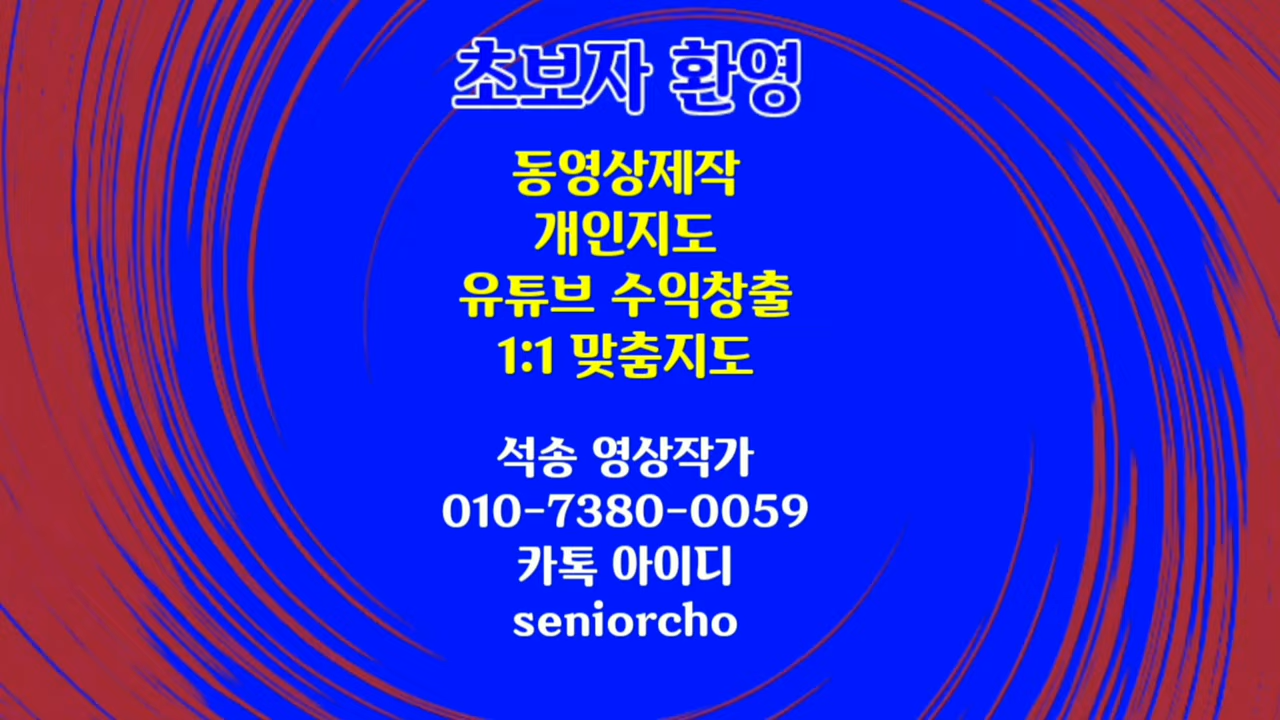 초보자 환영
동영상제작
개인지도
유튜브 수익창출
1:1 맞춤지도
석송 영상작가
010-7380-0059
카톡 아이디
seniorcho